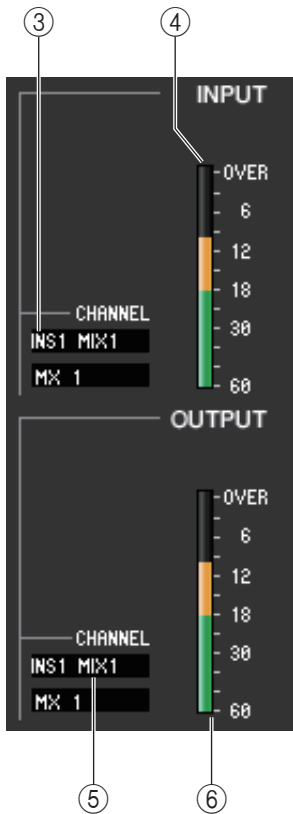 ③ ④
INPUT
OVER
6
12
18
30
60
CHANNEL
INS1 MIX1
MX 1
OUTPUT
OVER
6
12
18
30
60
CHANNEL
INS1 MIX1
MX 1
⑤ ⑥